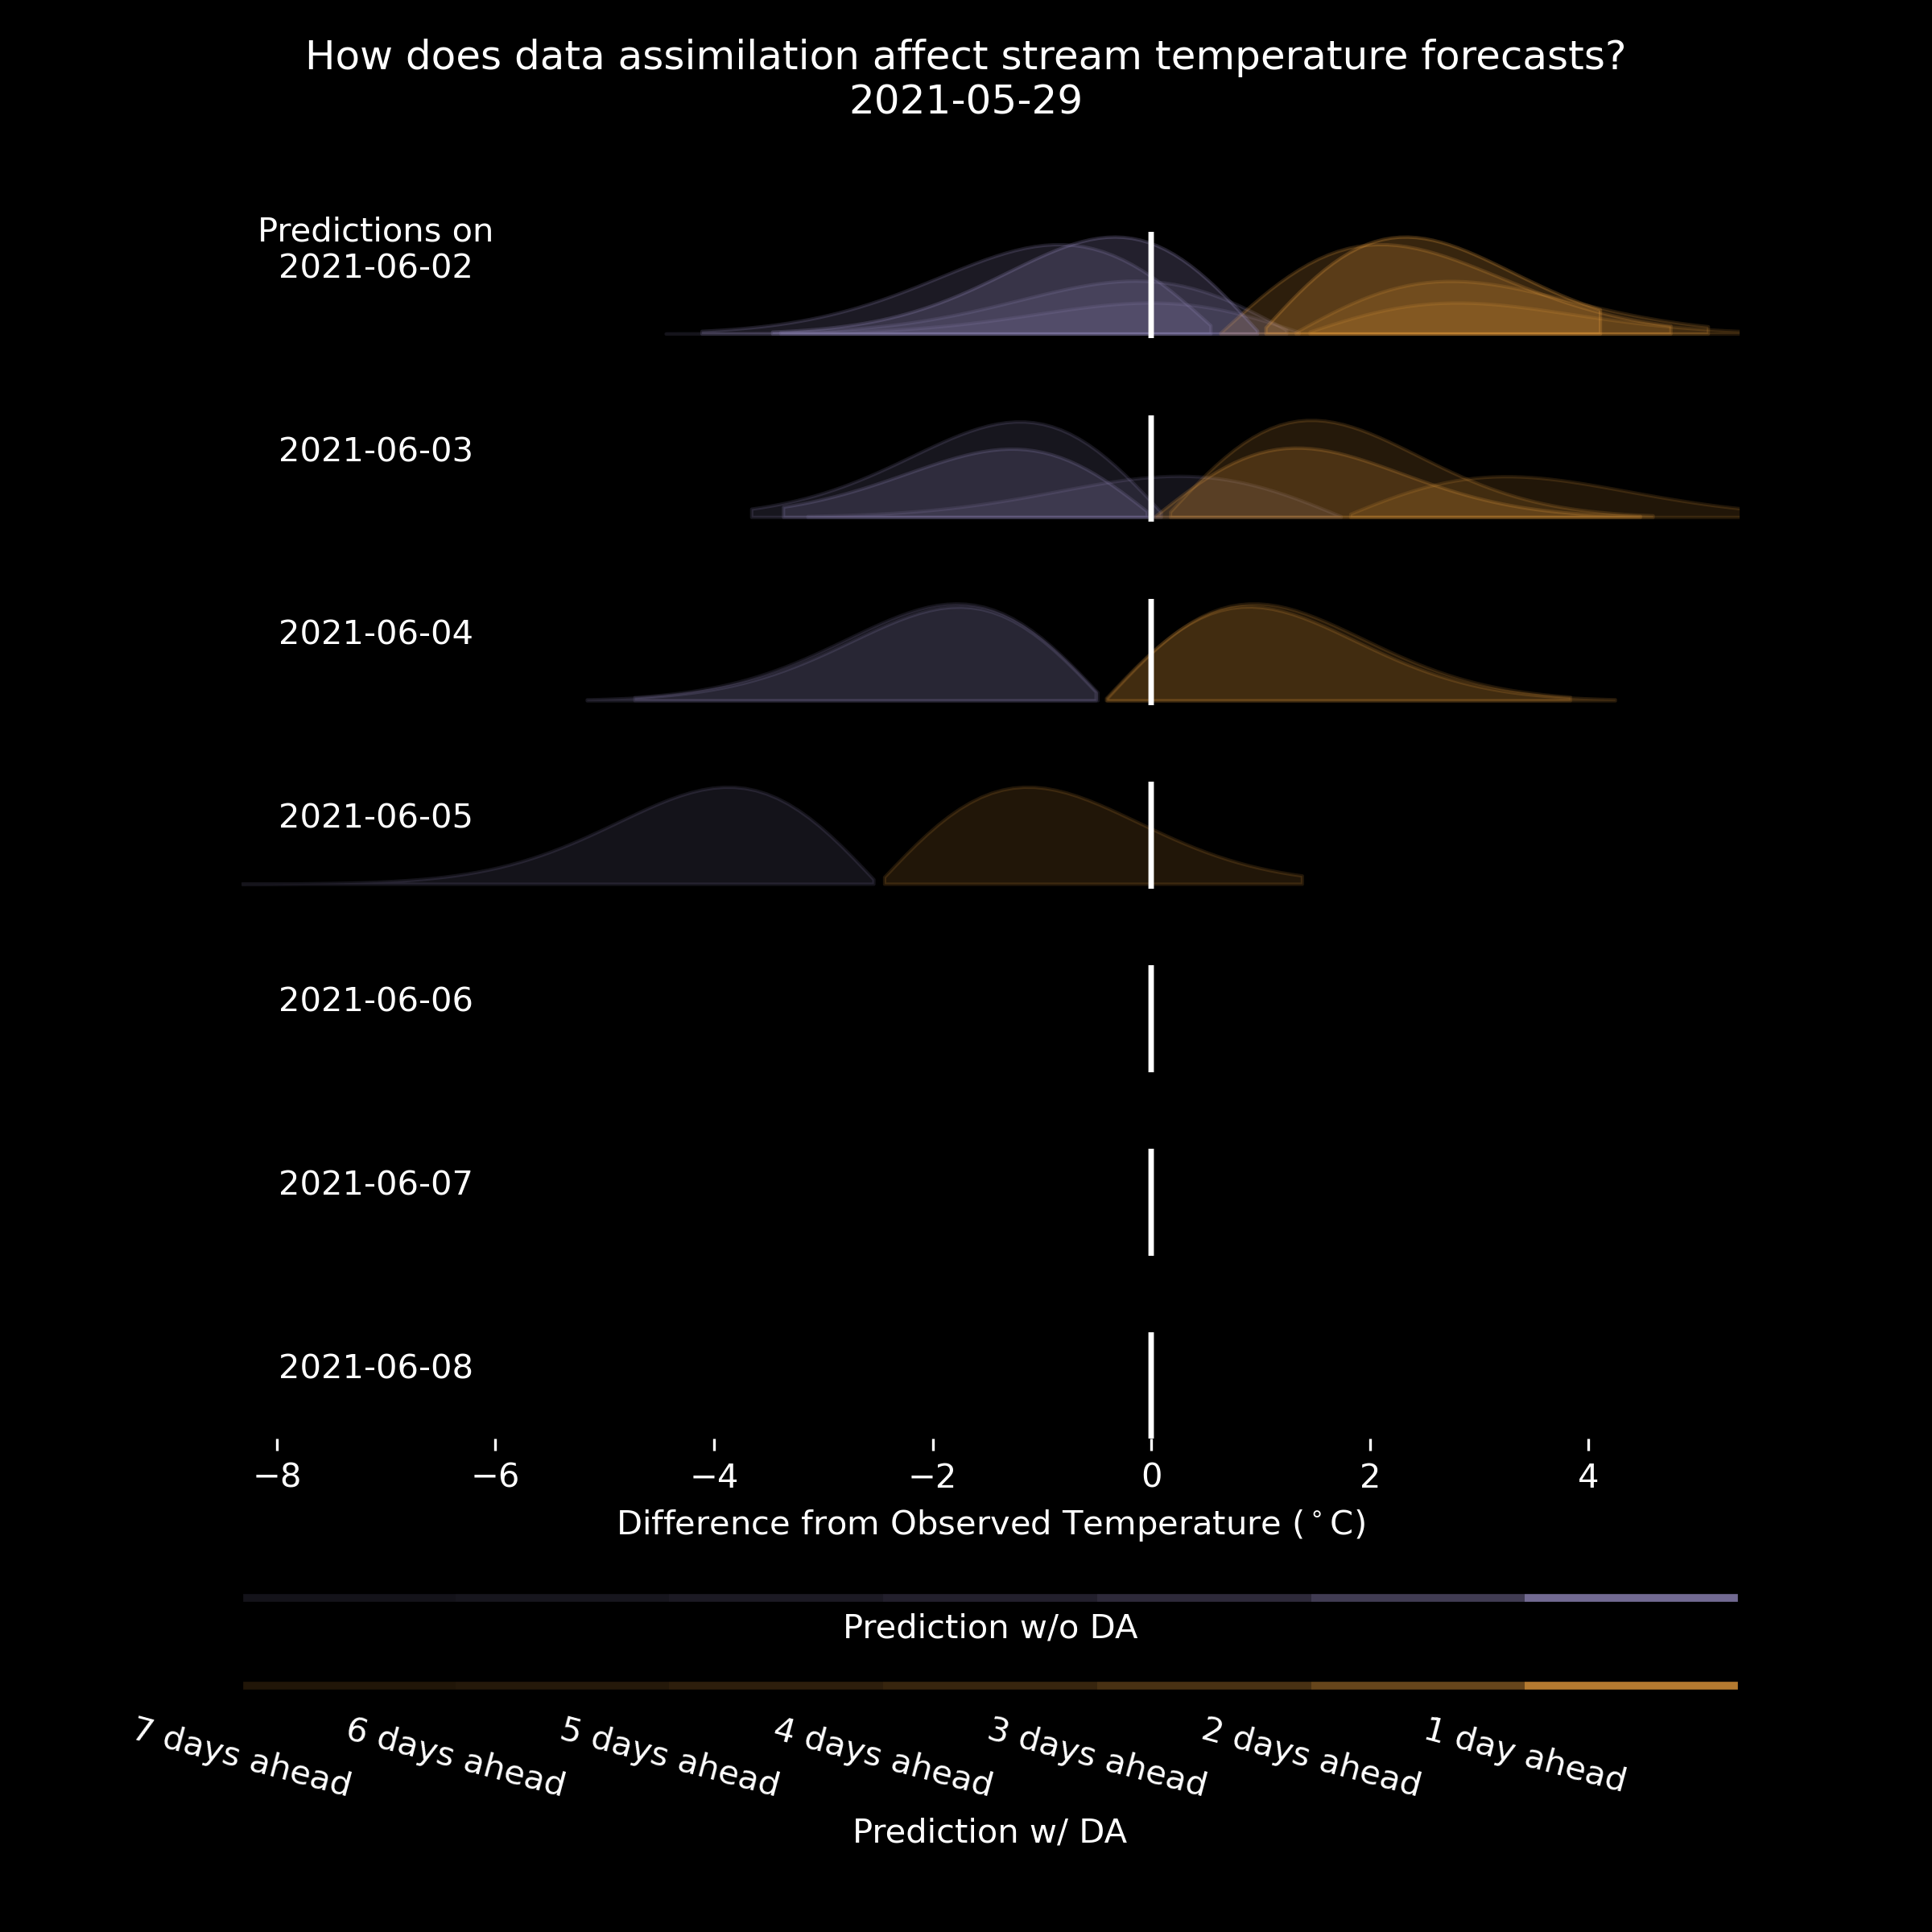 How does data assimilation affect stream temperature forecasts?
2021-05-29
Predictions on
2021-06-02
2021-06-03
2021-06-04
2021-06-05
2021-06-06
2021-06-07
2021-06-08
−8 −6 −4 −2 0 2 4
Difference from Observed Temperature (°C)
Prediction w/o DA
7 days ahead 6 days ahead 5 days ahead 4 days ahead 3 days ahead 2 days ahead 1 day ahead
Prediction w/ DA